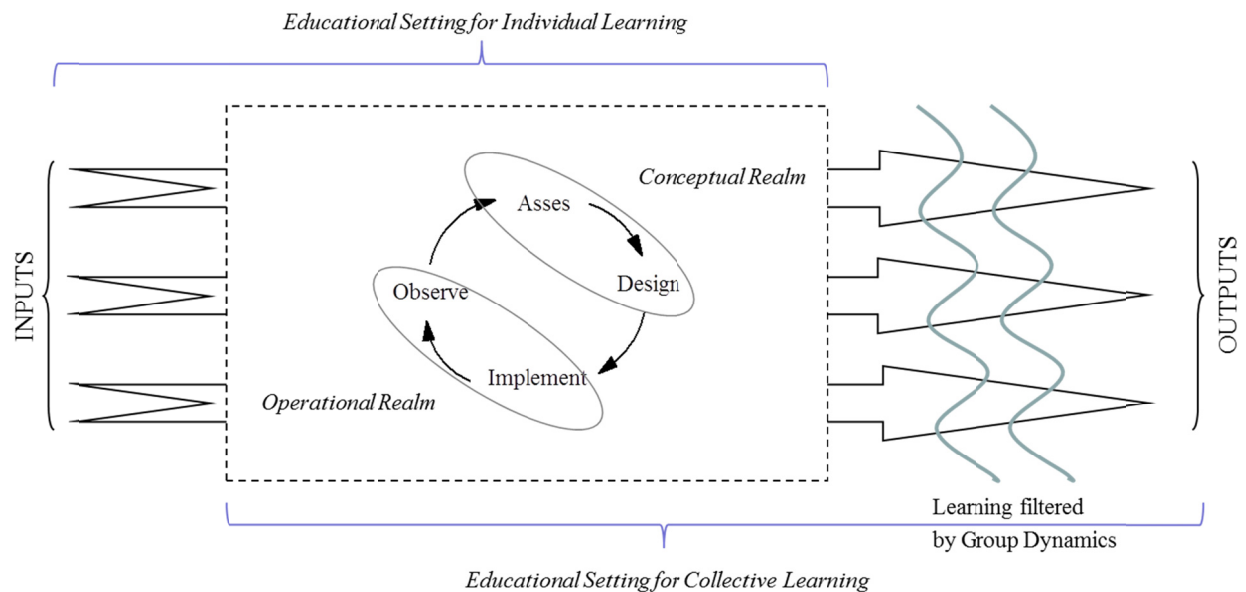 Educational Setting for Individual Learning
Conceptual Realm
Asses
Design
Observe
Implement
Operational Realm
INPUTS
OUTPUTS
Learning filtered
by Group Dynamics
Educational Setting for Collective Learning